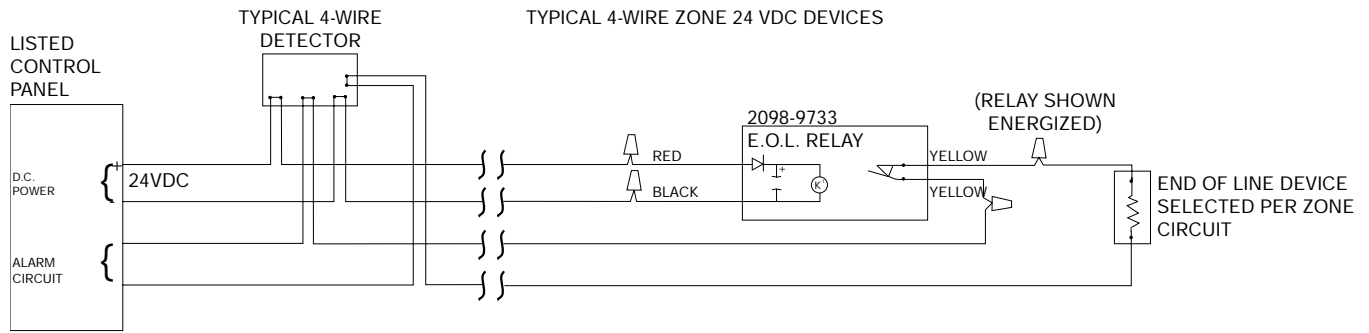 TYPICAL 4-WIRE
DETECTOR
TYPICAL 4-WIRE ZONE 24 VDC DEVICES
LISTED
CONTROL
PANEL
D.C.
POWER
+
24VDC
ALARM
CIRCUIT
RED
BLACK
2098-9733
E.O.L. RELAY
+
K
YELLOW
YELLOW
(RELAY SHOWN
ENERGIZED)
END OF LINE DEVICE
SELECTED PER ZONE
CIRCUIT